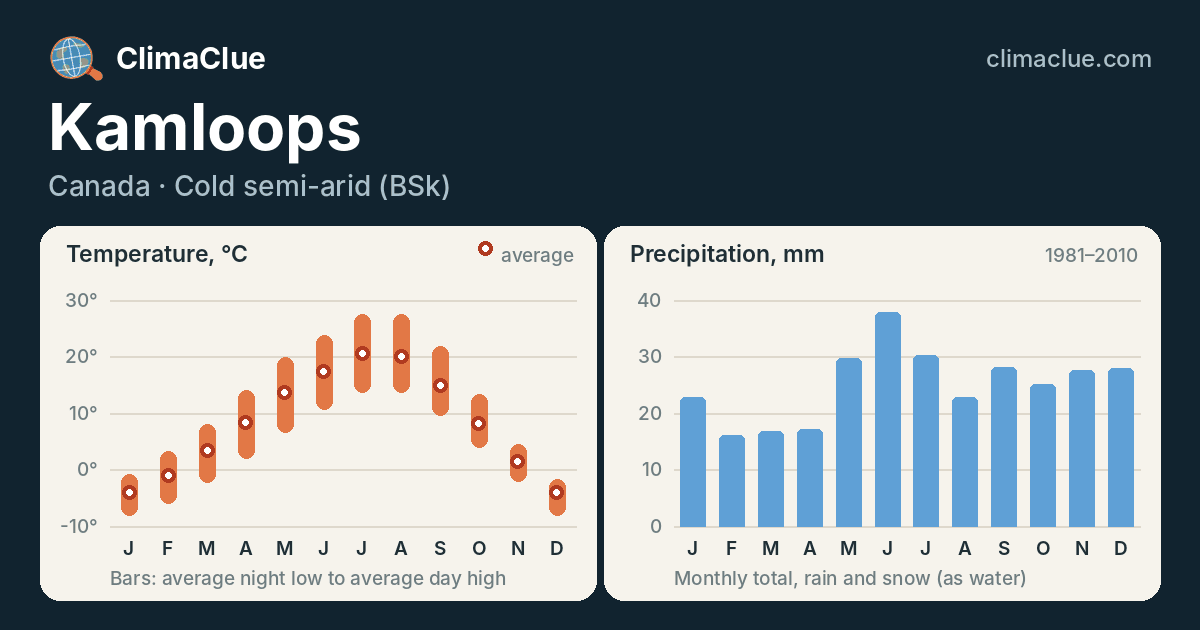 ClimaClue
climaclue.com
Kamloops
Canada · Cold semi-arid (BSk)
Temperature, °C
average
30°
20°
10°
0°
-10°
J F M A M J J A S O N D
Bars: average night low to average day high
Precipitation, mm
1981–2010
40
30
20
10
0
J F M A M J J A S O N D
Monthly total, rain and snow (as water)